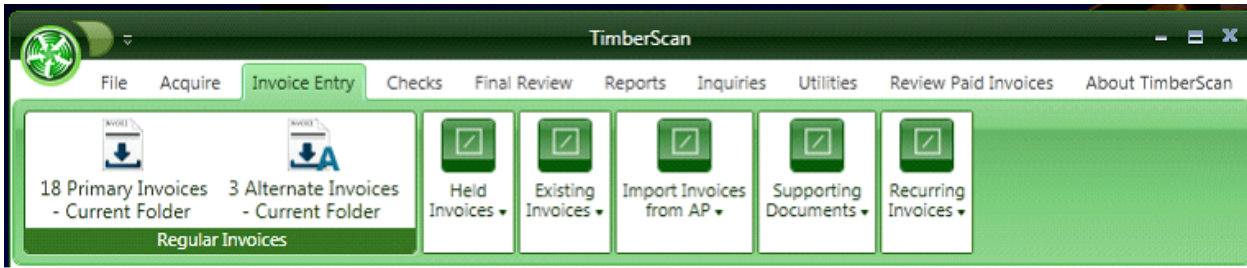 TimberScan
File Acquire Invoice Entry Checks Final Review Reports Inquiries Utilities Review Paid Invoices About TimberScan
18 Primary Invoices
- Current Folder
3 Alternate Invoices
- Current Folder
Regular Invoices
Held
Invoices
Existing
Invoices
Import Invoices
from AP
Supporting
Documents
Recurring
Invoices